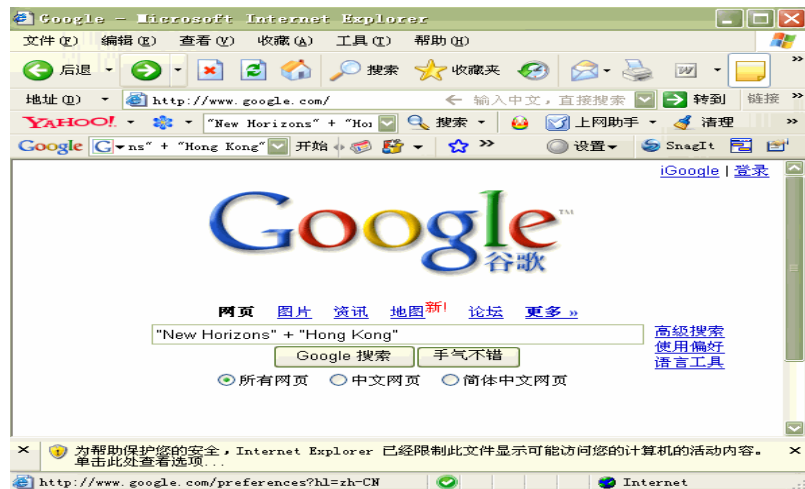 Google - Microsoft Internet Explorer
文件(F) 编辑(E) 查看(V) 收藏(A) 工具(T) 帮助(H)
后退 搜索 收藏夹 »
地址(D) http://www.google.com/ ← 输入中文，直接搜索 转到 链接 »
YAHOO! "New Horizons" + "Hon 搜索 上网助手 清理 »
Google G ns" + "Hong Kong" 开始 » 设置 SnagIt
iGoogle | 登录
Google™
谷歌
网页 图片 资讯 地图新! 论坛 更多 »
"New Horizons" + "Hong Kong"
高级搜索
Google 搜索 手气不错
使用偏好
语言工具
所有网页 中文网页 简体中文网页
× 为帮助保护您的安全，Internet Explorer 已经限制此文件显示可能访问您的计算机的活动内容。 ×
单击此处查看选项...
http://www.google.com/preferences?hl=zh-CN Internet